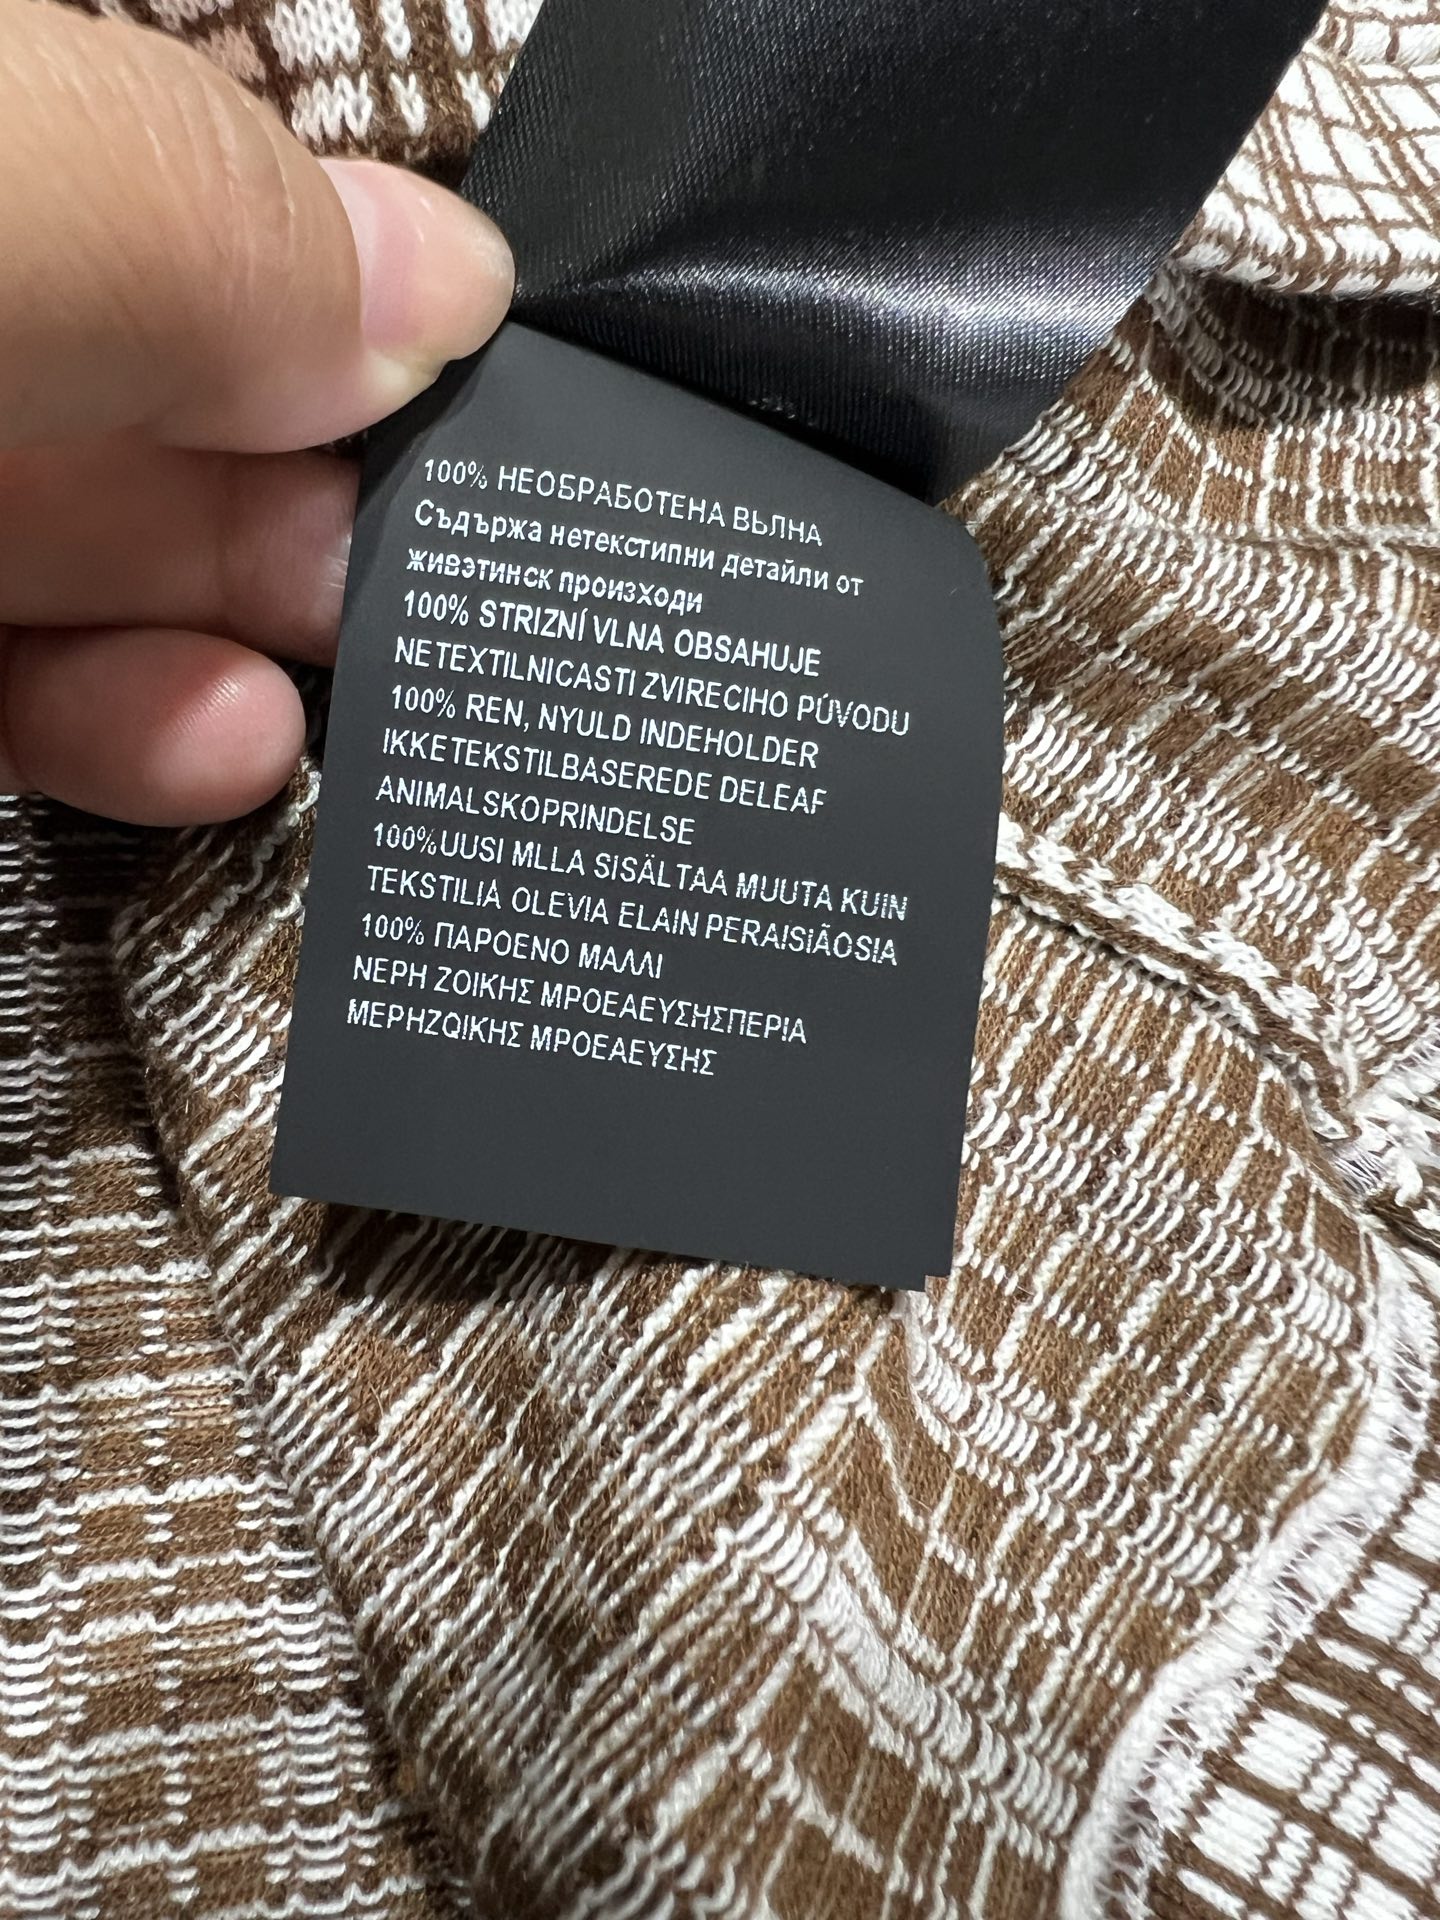 100% НЕОБРАБОТЕНА ВЪЛНА
Съдържа нетекстипни детайли от
живэтинск произходи
100% STRIZNÍ VLNA OBSAHUJE
NETEXTILNICASTI ZVIRECIHO PÚVODU
100% REN, NYULD INDEHOLDER
IKKETEKSTILBASEREDE DELEAF
ANIMALSKOPRINDELSE
100%UUSI MLLA SISÄLTAA MUUTA KUIN
TEKSTILIA OLEVIA ELAIN PERAISIÃOSIA
100% ΠΑΡΟΕΝΟ ΜΑΛΛΙ
ΝΕΡΗ ΖΟΙΚΗΣ ΜΡΟΕΑΕΥΣΗΣΠΕΡΙΑ
ΜΕΡΗΖΩΙΚΗΣ ΜΡΟΕΑΕΥΣΗΣ